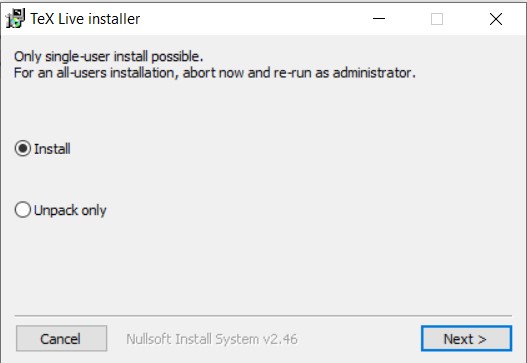 TeX Live installer
Only single-user install possible.
For an all-users installation, abort now and re-run as administrator.
Install
Unpack only
Cancel
Nullsoft Install System v2.46
Next >